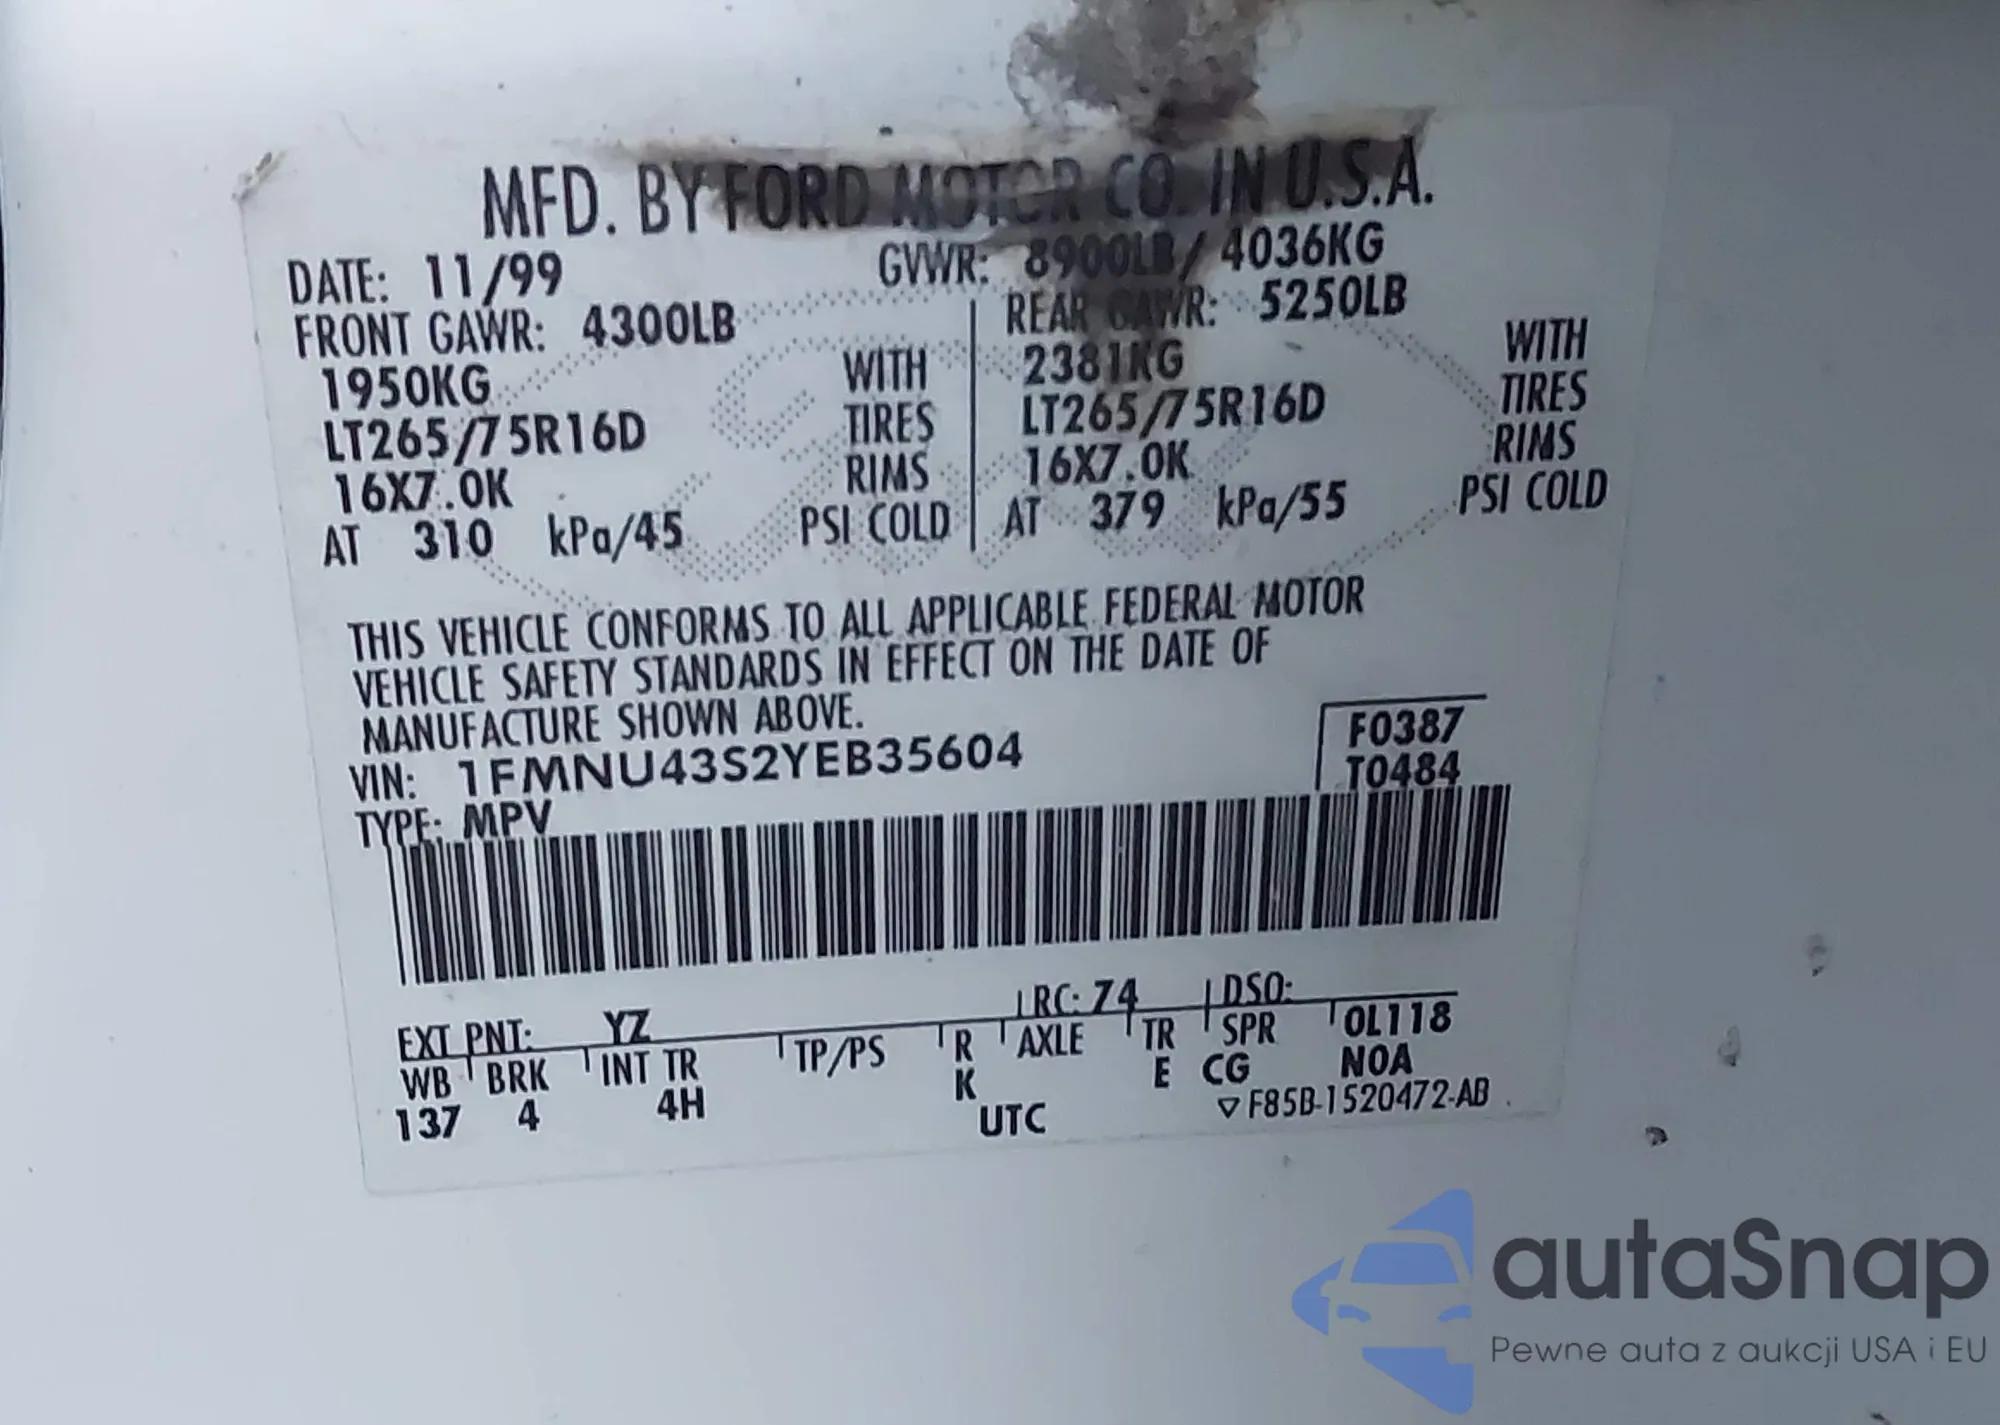 MFD. BY FORD MOTOR CO. IN U.S.A.
DATE: 11/99 GVWR: 8900LB / 4036KG
FRONT GAWR: 4300LB REAR GAWR: 5250LB
1950KG WITH 2381KG WITH
LT265/75R16D TIRES LT265/75R16D TIRES
16X7.0K RIMS 16X7.0K RIMS
AT 310 kPa/45 PSI COLD AT 379 kPa/55 PSI COLD
THIS VEHICLE CONFORMS TO ALL APPLICABLE FEDERAL MOTOR
VEHICLE SAFETY STANDARDS IN EFFECT ON THE DATE OF
MANUFACTURE SHOWN ABOVE.
F0387
VIN: 1FMNU43S2YEB35604
T0484
TYPE: MPV
EXT PNT: YZ RC: 74 DSO:
WB BRK INT TR TP/PS R AXLE TR SPR 0L118
137 4 4H K UTC E CG N0A
▽F85B-1520472-AB
autaSnap
Pewne auta z aukcji USA i EU